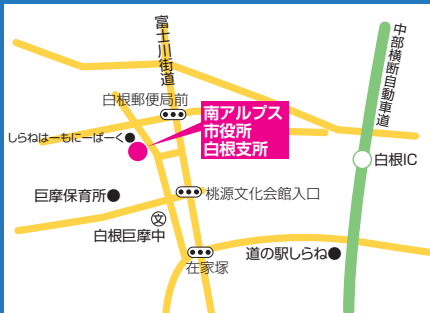 富士川街道
中部横断自動車道
白根郵便局前
南アルプス
市役所
白根支所
しらねはーもにーぱーく
白根IC
巨摩保育所
桃源文化会館入口
文
白根巨摩中
道の駅しらね
在家塚